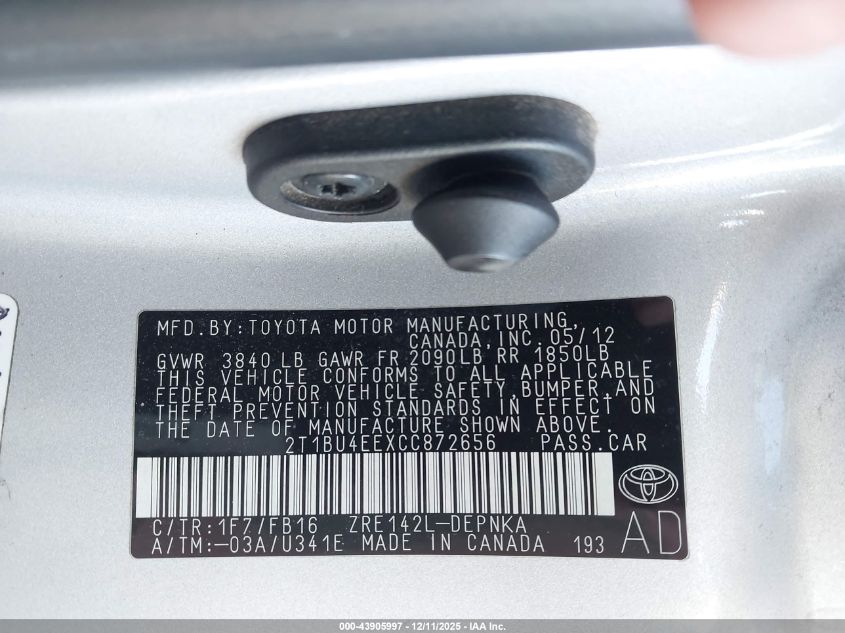 MFD. BY: TOYOTA MOTOR MANUFACTURING,
CANADA, INC. 05/12
GVWR 3840 LB GAWR FR 2090LB RR 1850LB
THIS VEHICLE CONFORMS TO ALL APPLICABLE
FEDERAL MOTOR VEHICLE SAFETY, BUMPER, AND
THEFT PREVENTION STANDARDS IN EFFECT ON
THE DATE OF MANUFACTURE SHOWN ABOVE.
2T1BU4EEXCC872656 PASS. CAR
C/TR: 1F7/FB16 ZRE142L-DEPNKA
A/TM: -03A/U341E MADE IN CANADA 193 AD
000-43905997 - 12/11/2025 - IAA Inc.